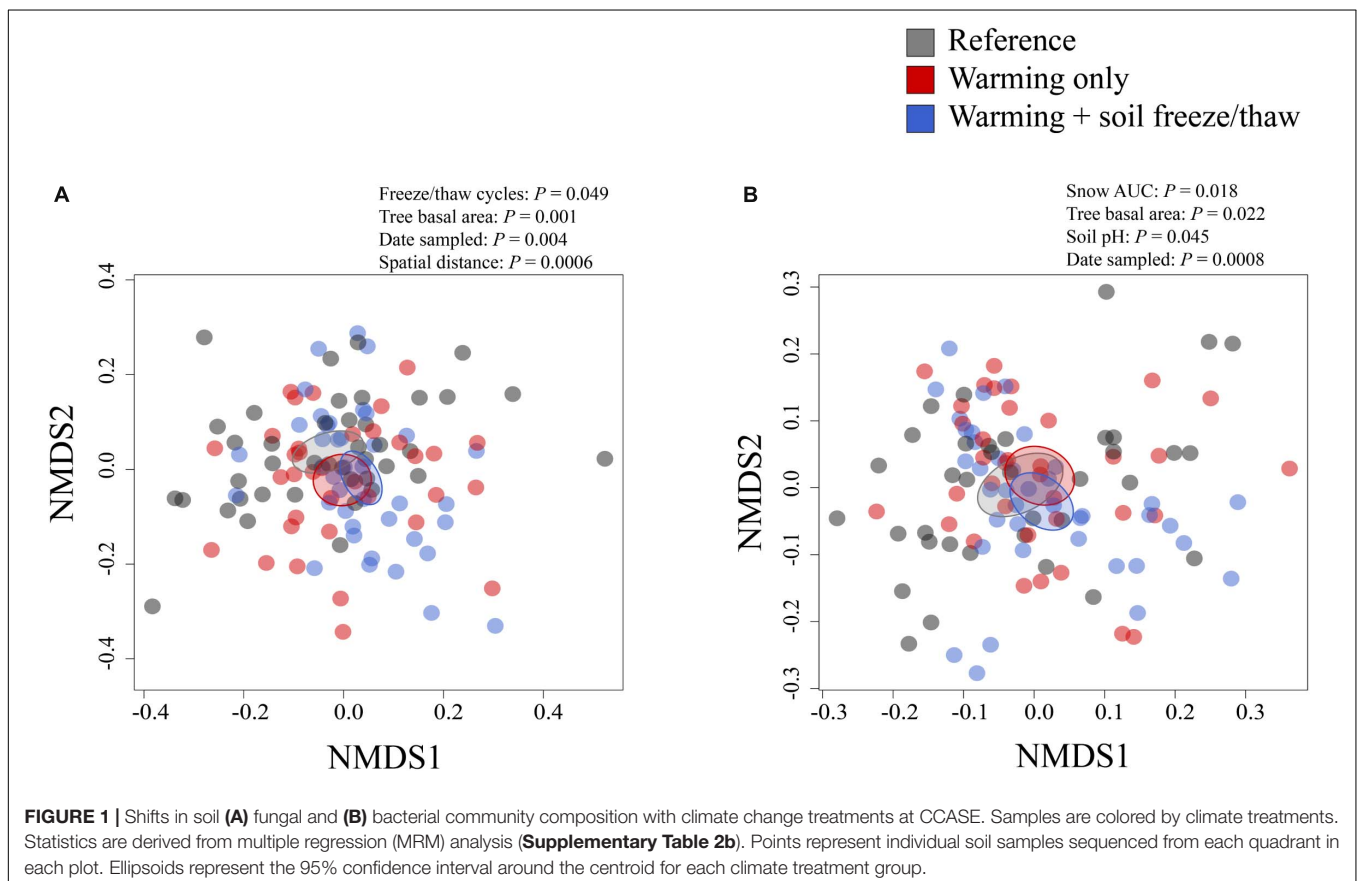 Reference
Warming only
Warming + soil freeze/thaw
A
Freeze/thaw cycles: P = 0.049
Tree basal area: P = 0.001
Date sampled: P = 0.004
Spatial distance: P = 0.0006
0.4
0.2
0.0
-0.2
-0.4
NMDS2
-0.4 -0.2 0.0 0.2 0.4
NMDS1
B
Snow AUC: P = 0.018
Tree basal area: P = 0.022
Soil pH: P = 0.045
Date sampled: P = 0.0008
0.3
0.2
0.1
0.0
-0.1
-0.2
-0.3
NMDS2
-0.3 -0.2 -0.1 0.0 0.1 0.2 0.3
NMDS1
FIGURE 1 | Shifts in soil (A) fungal and (B) bacterial community composition with climate change treatments at CCASE. Samples are colored by climate treatments.
Statistics are derived from multiple regression (MRM) analysis (Supplementary Table 2b). Points represent individual soil samples sequenced from each quadrant in
each plot. Ellipsoids represent the 95% confidence interval around the centroid for each climate treatment group.